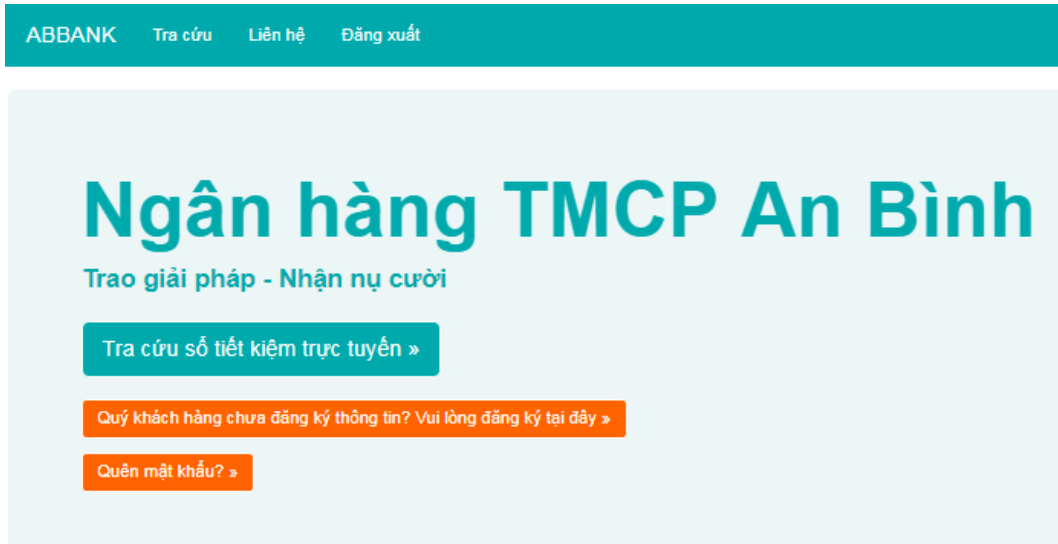 ABBANK Tra cứu Liên hệ Đăng xuất
Ngân hàng TMCP An Bình
Trao giải pháp - Nhận nụ cười
Tra cứu sổ tiết kiệm trực tuyến »
Quý khách hàng chưa đăng ký thông tin? Vui lòng đăng ký tại đây »
Quên mật khẩu? »